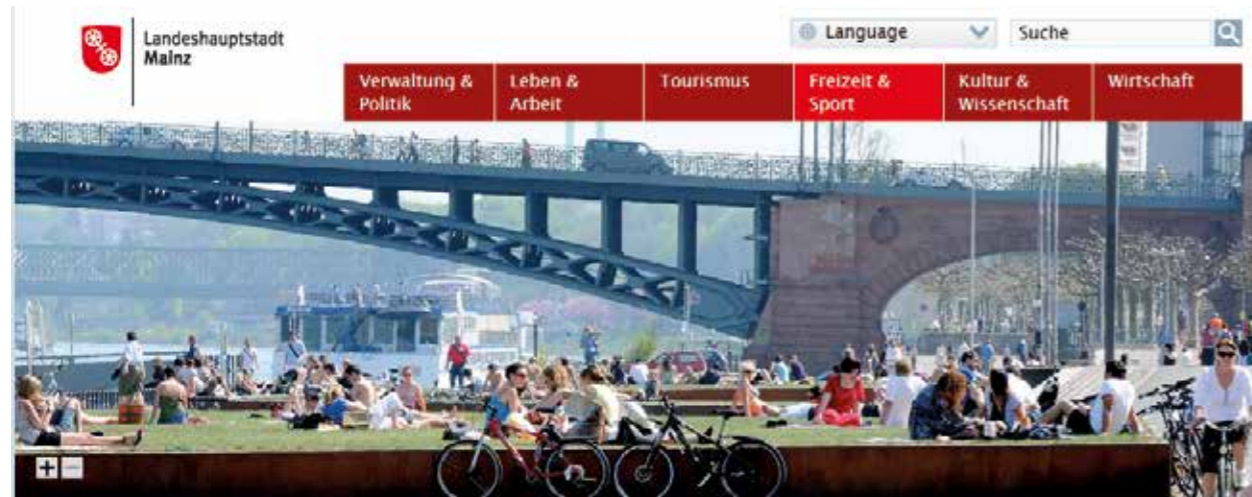 Landeshauptstadt
Mainz
Language
Suche
Verwaltung &
Politik
Leben &
Arbeit
Tourismus
Freizeit &
Sport
Kultur &
Wissenschaft
Wirtschaft